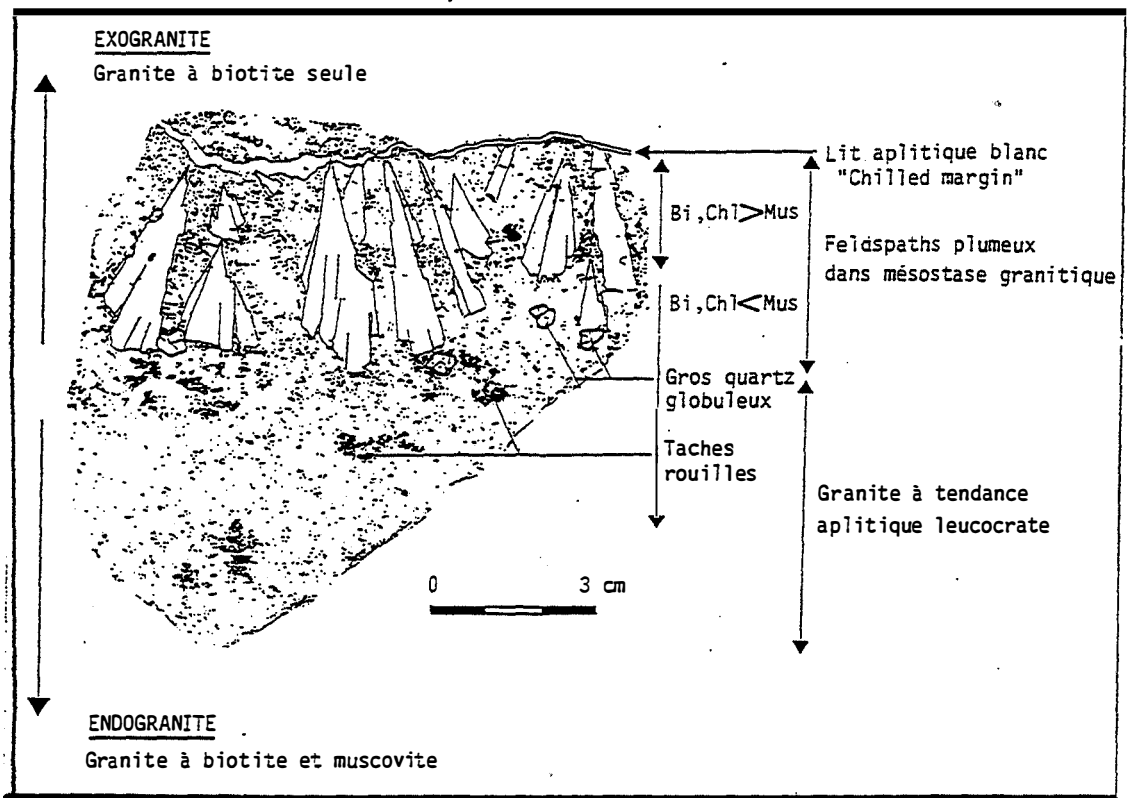 EXOGRANITE
Granite à biotite seule
Lit aplitique blanc
"Chilled margin"
Bi,Chl>Mus
Feldspaths plumeux
dans mésostase granitique
Bi,Chl<Mus
Gros quartz
globuleux
Taches
rouilles
Granite à tendance
aplitique leucocrate
0 3 cm
ENDOGRANITE
Granite à biotite et muscovite